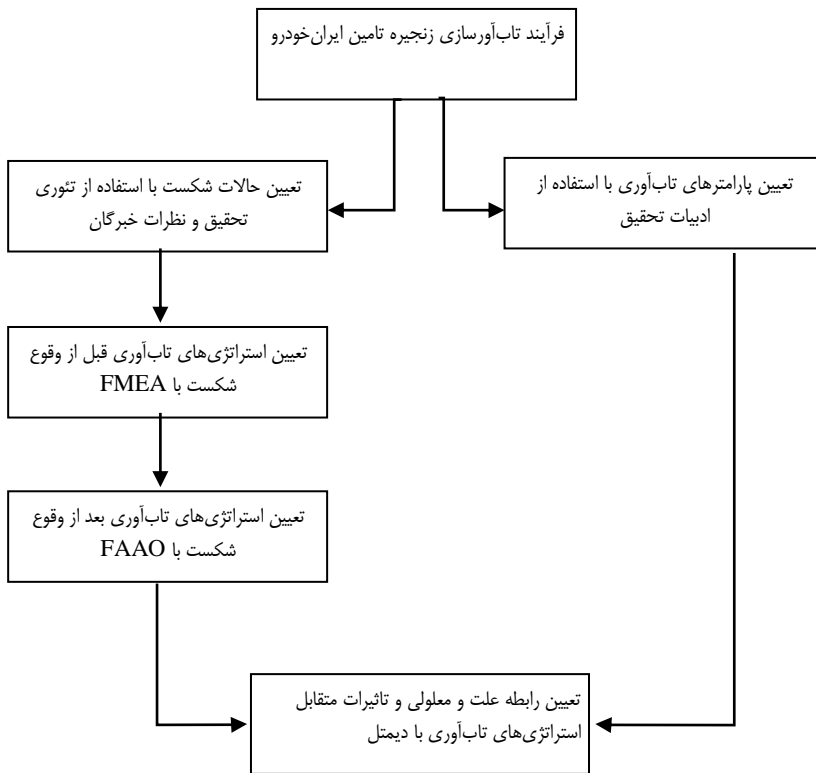 فرآیند تاب‌آورسازی زنجیره تامین ایران‌خودرو
تعیین پارامترهای تاب‌آوری با استفاده از
ادبیات تحقیق
تعیین حالات شکست با استفاده از تئوری
تحقیق و نظرات خبرگان
تعیین استراتژی‌های تاب‌آوری قبل از وقوع
شکست با FMEA
تعیین استراتژی‌های تاب‌آوری بعد از وقوع
شکست با FAAO
تعیین رابطه علت و معلولی و تاثیرات متقابل
استراتژی‌های تاب‌آوری با دیمتل